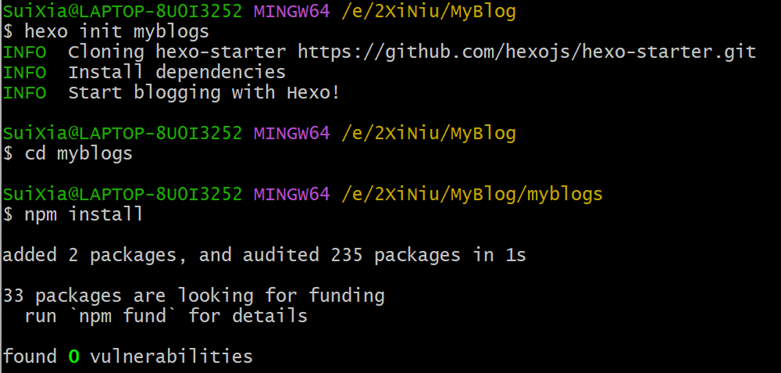 SuiXia@LAPTOP-8UOI3252 MINGW64 /e/2XiNiu/MyBlog
$ hexo init myblogs
INFO  Cloning hexo-starter https://github.com/hexojs/hexo-starter.git
INFO  Install dependencies
INFO  Start blogging with Hexo!
SuiXia@LAPTOP-8UOI3252 MINGW64 /e/2XiNiu/MyBlog
$ cd myblogs
SuiXia@LAPTOP-8UOI3252 MINGW64 /e/2XiNiu/MyBlog/myblogs
$ npm install
added 2 packages, and audited 235 packages in 1s
33 packages are looking for funding
  run `npm fund` for details
found 0 vulnerabilities